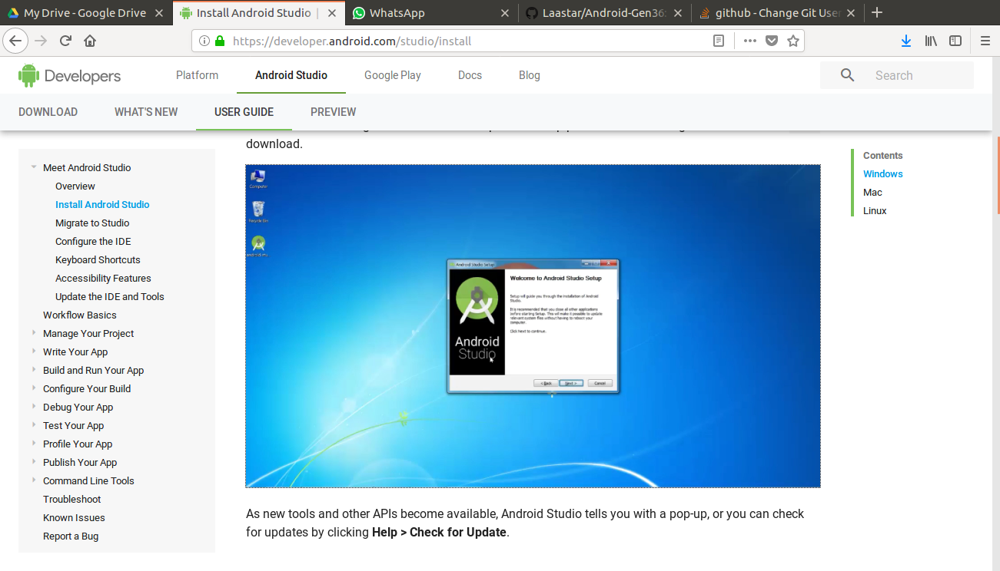 My Drive - Google Drive
Install Android Studio |
WhatsApp
Laastar/Android-Gen36
github - Change Git User
https://developer.android.com/studio/install
Developers
Platform
Android Studio
Google Play
Docs
Blog
Search
DOWNLOAD
WHAT'S NEW
USER GUIDE
PREVIEW
download.
Meet Android Studio
Overview
Install Android Studio
Migrate to Studio
Configure the IDE
Keyboard Shortcuts
Accessibility Features
Update the IDE and Tools
Workflow Basics
Manage Your Project
Write Your App
Build and Run Your App
Configure Your Build
Debug Your App
Test Your App
Profile Your App
Publish Your App
Command Line Tools
Troubleshoot
Known Issues
Report a Bug
Computer
Recycle Bin
Android Studio Setup
Welcome to Android Studio Setup
Setup will guide you through the installation of Android
Studio.
It is recommended that you close all other applications
before starting Setup. This will make it possible to update
relevant system files without having to reboot your
computer.
Click Next to continue.
Android
Studio
< Back
Next >
Cancel
As new tools and other APIs become available, Android Studio tells you with a pop-up, or you can check
for updates by clicking Help > Check for Update.
Contents
Windows
Mac
Linux